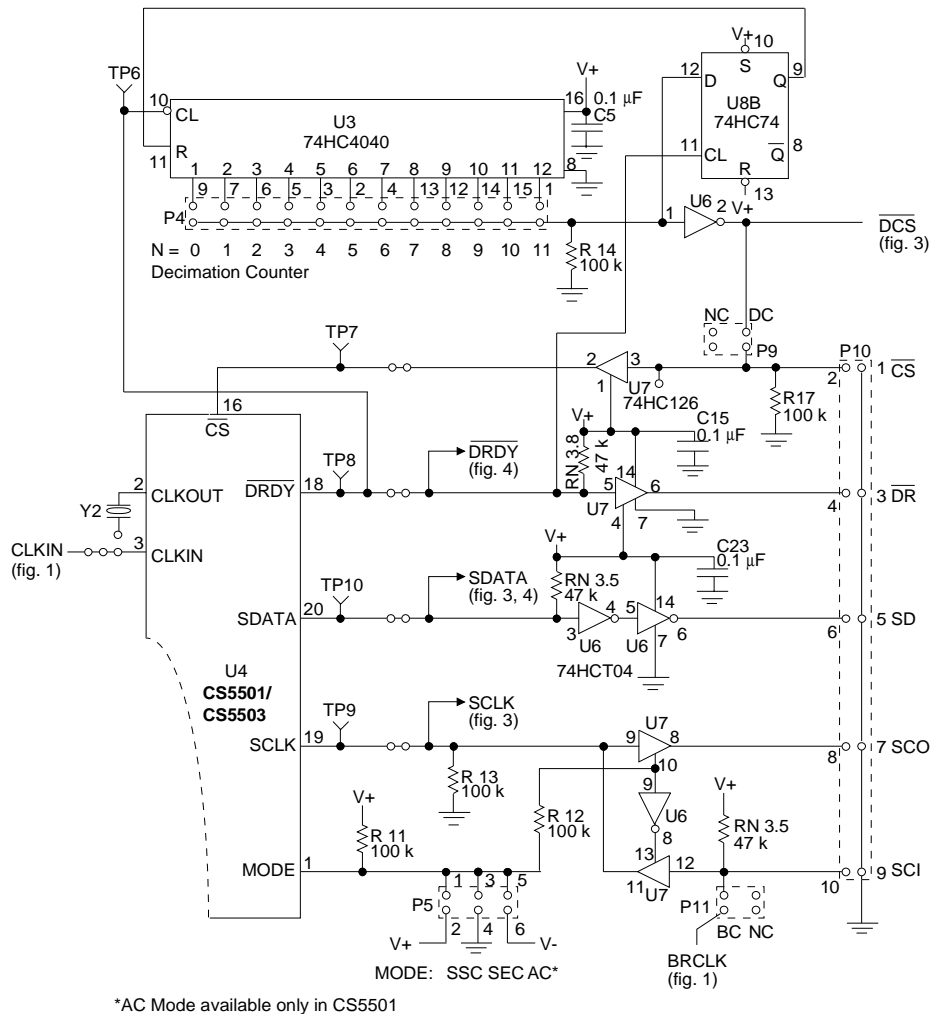 V+
10
S
12
D
Q
9
U8B
74HC74
11
CL
Q
8
R
13
V+
TP6
10
CL
U3
74HC4040
16
V+
0.1 µF
C5
R
11
8
1 2 3 4 5 6 7 8 9 10 11 12
9 7 6 5 3 2 4 13 12 14 15 1
P4
N = 0 1 2 3 4 5 6 7 8 9 10 11
Decimation Counter
R 14
100 k
1
U6
2
DCS
(fig. 3)
NC DC
P9
TP7
2
3
1
U7
74HC126
P10
1 CS
2
R17
100 k
16
CS
V+
RN 3.8
47 k
C15
0.1 µF
2
CLKOUT
Y2
3
CLKIN
CLKIN
(fig. 1)
DRDY
18
TP8
DRDY
(fig. 4)
5
14
6
U7
4
7
3 DR
4
V+
C23
0.1 µF
SDATA
20
TP10
SDATA
(fig. 3, 4)
RN 3.5
47 k
3
4
U6
5
14
6
U6
7
74HCT04
5 SD
6
U4
CS5501/
CS5503
SCLK
19
TP9
SCLK
(fig. 3)
R 13
100 k
9
U7
8
10
7 SCO
8
9
U6
8
R 12
100 k
V+
RN 3.5
47 k
V+
R 11
100 k
MODE
1
13
12
11
U7
9 SCI
10
1 3 5
P5
2 4 6
V+
V-
P11
BC NC
BRCLK
(fig. 1)
MODE: SSC SEC AC*
*AC Mode available only in CS5501